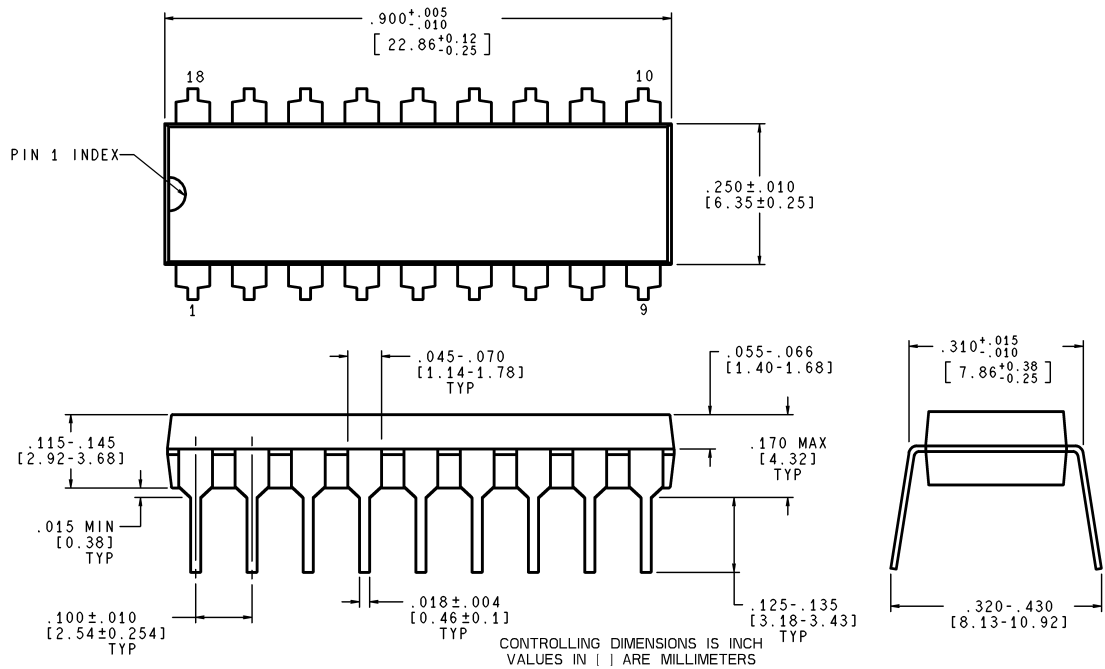 .900+.005
-.010
[ 22.86+0.12
-0.25 ]
18
10
PIN 1 INDEX
.250±.010
[6.35±0.25]
1
9
.045-.070
[1.14-1.78]
TYP
.055-.066
[1.40-1.68]
.310+.015
-.010
[ 7.86+0.38
-0.25 ]
.115-.145
[2.92-3.68]
.170 MAX
[4.32]
TYP
.015 MIN
[0.38]
TYP
.100±.010
[2.54±0.254]
TYP
.018±.004
[0.46±0.1]
TYP
.125-.135
[3.18-3.43]
TYP
.320-.430
[8.13-10.92]
CONTROLLING DIMENSIONS IS INCH
VALUES IN [ ] ARE MILLIMETERS